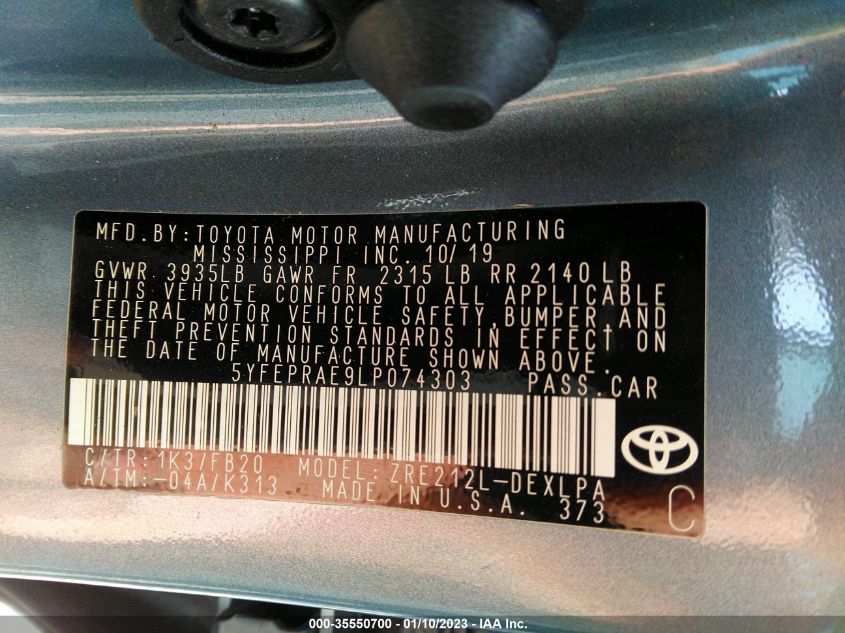 MFD.BY:TOYOTA MOTOR MANUFACTURING
MISSISSIPPI INC. 10/19
GVWR 3935LB GAWR FR 2315 LB RR 2140 LB
THIS VEHICLE CONFORMS TO ALL APPLICABLE
FEDERAL MOTOR VEHICLE SAFETY,BUMPER,AND
THEFT PREVENTION STANDARDS IN EFFECT ON
THE DATE OF MANUFACTURE SHOWN ABOVE.
5YFEPRAE9LP074303 PASS.CAR
C/TR:1K3/FB20 MODEL:ZRE212L-DEXLPA
A/TM:-04A/K313 MADE IN U.S.A. 373
C
000-35550700 - 01/10/2023 - IAA Inc.